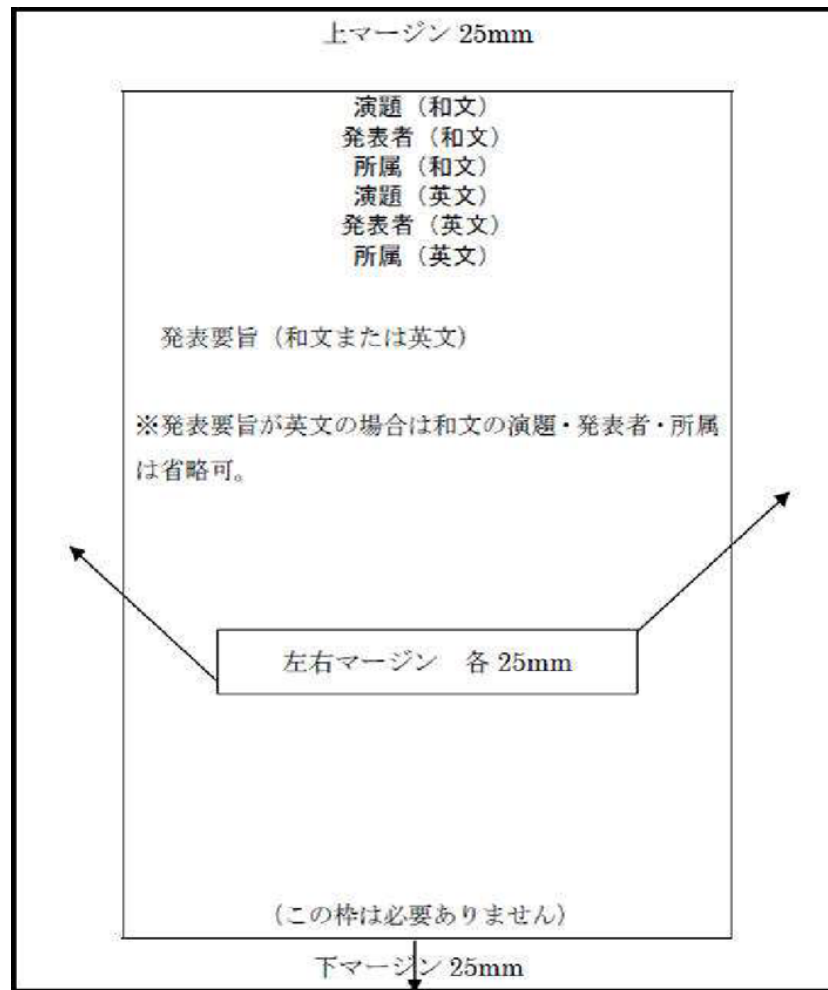 上マージン 25mm
演題（和文）
発表者（和文）
所属（和文）
演題（英文）
発表者（英文）
所属（英文）
発表要旨（和文または英文）
※発表要旨が英文の場合は和文の演題・発表者・所属
は省略可。
左右マージン　各 25mm
（この枠は必要ありません）
下マージン 25mm